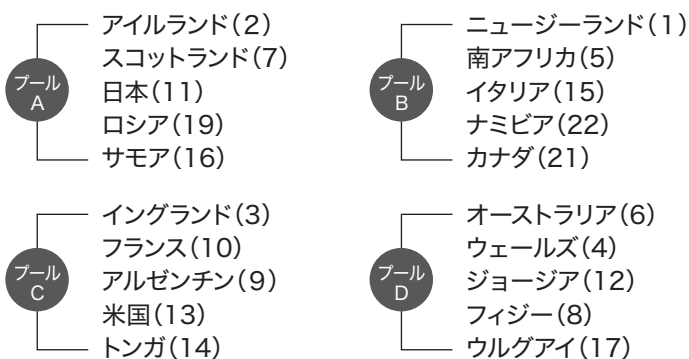 プール
A
アイルランド(2)
スコットランド(7)
日本(11)
ロシア(19)
サモア(16)
プール
B
ニュージーランド(1)
南アフリカ(5)
イタリア(15)
ナミビア(22)
カナダ(21)
プール
C
イングランド(3)
フランス(10)
アルゼンチン(9)
米国(13)
トンガ(14)
プール
D
オーストラリア(6)
ウェールズ(4)
ジョージア(12)
フィジー(8)
ウルグアイ(17)